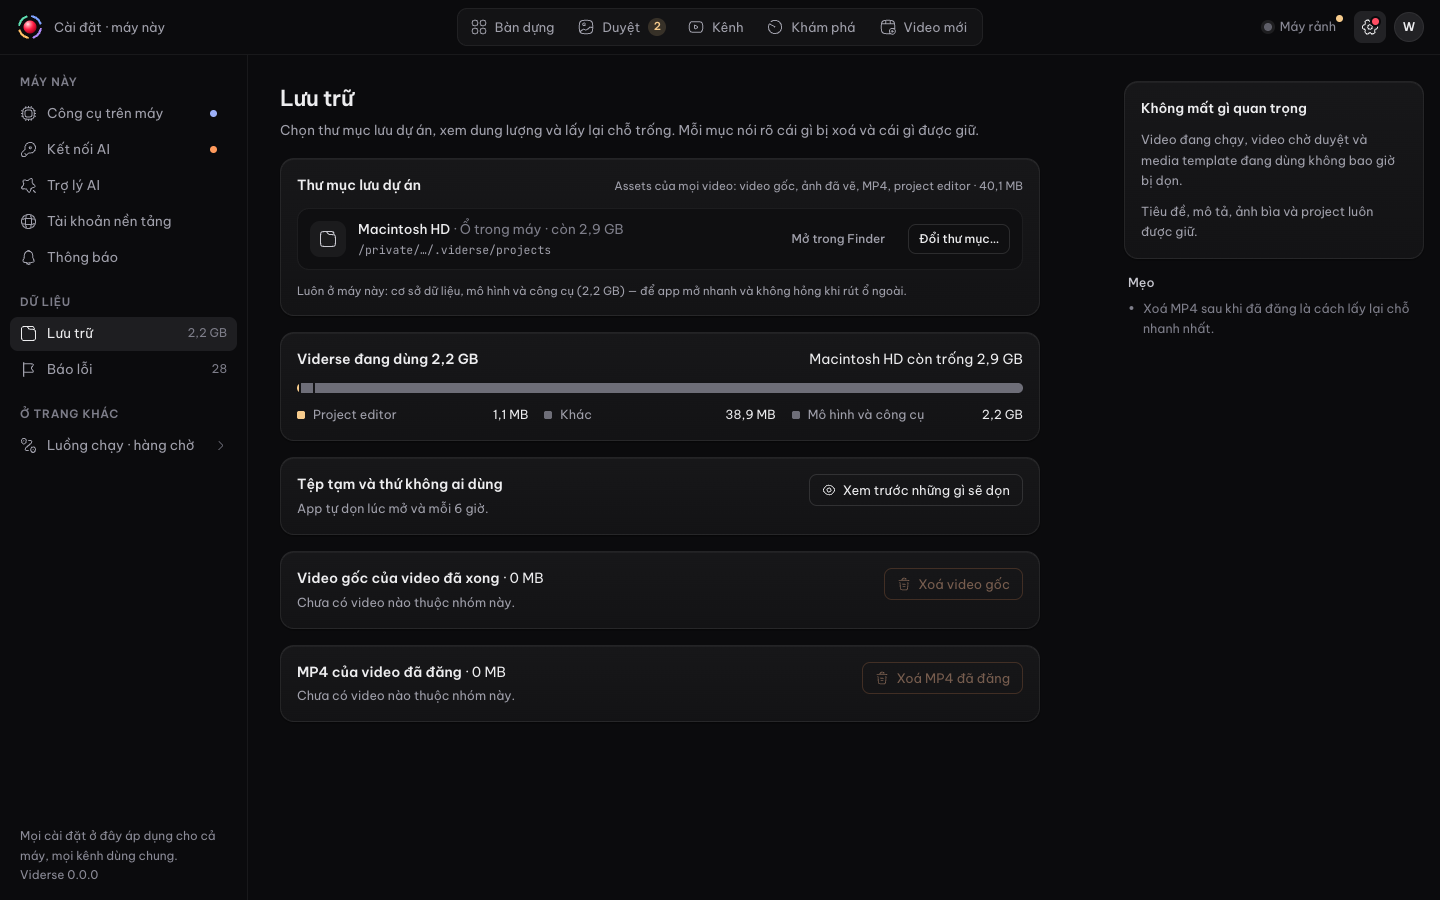 Cài đặt · máy này
Bàn dựng
Duyệt 2
Kênh
Khám phá
Video mới
Máy rảnh
W
MÁY NÀY
Công cụ trên máy
Kết nối AI
Trợ lý AI
Tài khoản nền tảng
Thông báo
DỮ LIỆU
Lưu trữ 2,2 GB
Báo lỗi 28
Ở TRANG KHÁC
Luồng chạy · hàng chờ
Mọi cài đặt ở đây áp dụng cho cả
máy, mọi kênh dùng chung.
Viderse 0.0.0
Lưu trữ
Chọn thư mục lưu dự án, xem dung lượng và lấy lại chỗ trống. Mỗi mục nói rõ cái gì bị xoá và cái gì được giữ.
Thư mục lưu dự án
Assets của mọi video: video gốc, ảnh đã vẽ, MP4, project editor · 40,1 MB
Macintosh HD · Ổ trong máy · còn 2,9 GB
/private/…/.viderse/projects
Mở trong Finder
Đổi thư mục...
Luôn ở máy này: cơ sở dữ liệu, mô hình và công cụ (2,2 GB) — để app mở nhanh và không hỏng khi rút ổ ngoài.
Viderse đang dùng 2,2 GB
Macintosh HD còn trống 2,9 GB
Project editor 1,1 MB
Khác 38,9 MB
Mô hình và công cụ 2,2 GB
Tệp tạm và thứ không ai dùng
App tự dọn lúc mở và mỗi 6 giờ.
Xem trước những gì sẽ dọn
Video gốc của video đã xong · 0 MB
Chưa có video nào thuộc nhóm này.
Xoá video gốc
MP4 của video đã đăng · 0 MB
Chưa có video nào thuộc nhóm này.
Xoá MP4 đã đăng
Không mất gì quan trọng
Video đang chạy, video chờ duyệt và
media template đang dùng không bao giờ
bị dọn.
Tiêu đề, mô tả, ảnh bìa và project luôn
được giữ.
Mẹo
• Xoá MP4 sau khi đã đăng là cách lấy lại chỗ
nhanh nhất.